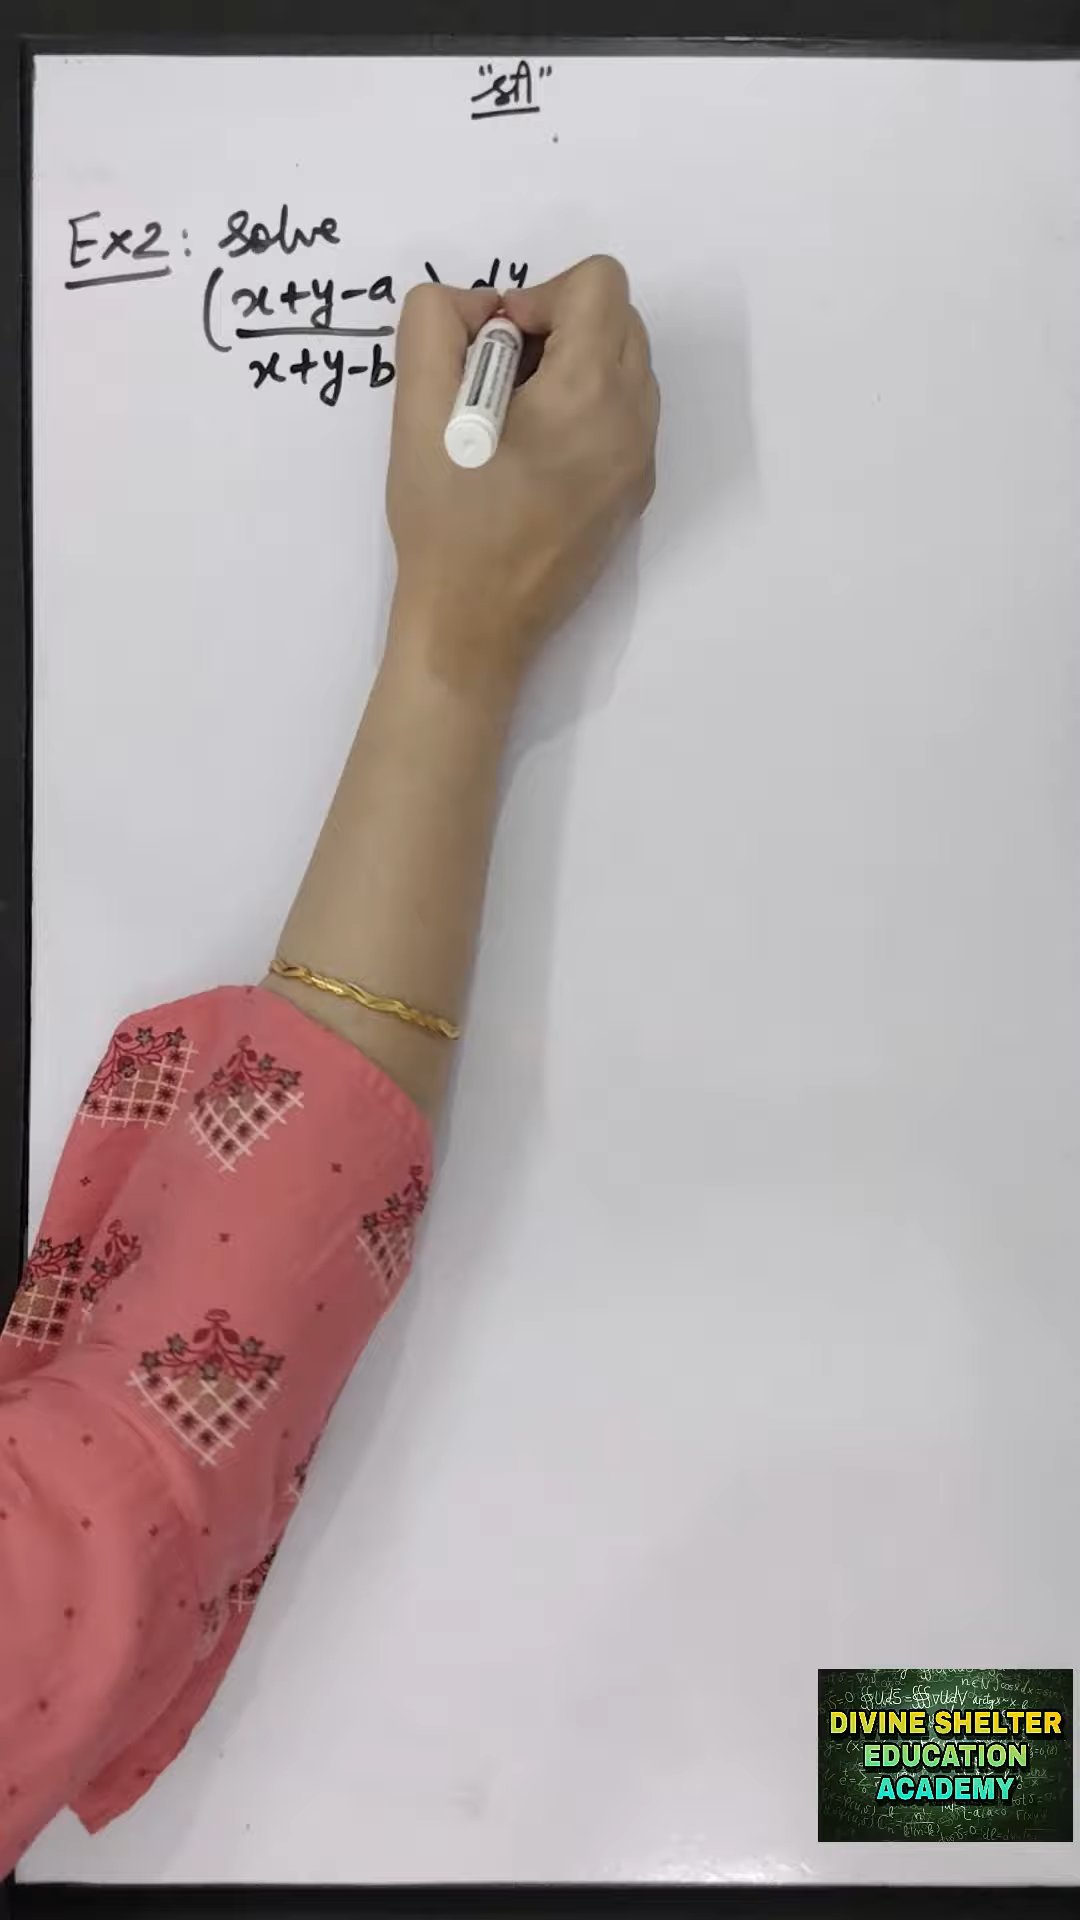 "श्री"
Ex2: Solve
(x+y-a) dy
x+y-b
DIVINE SHELTER
EDUCATION
ACADEMY